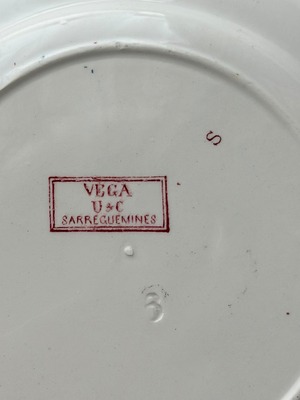 S
VEGA
U & C
SARREGUEMINES
3